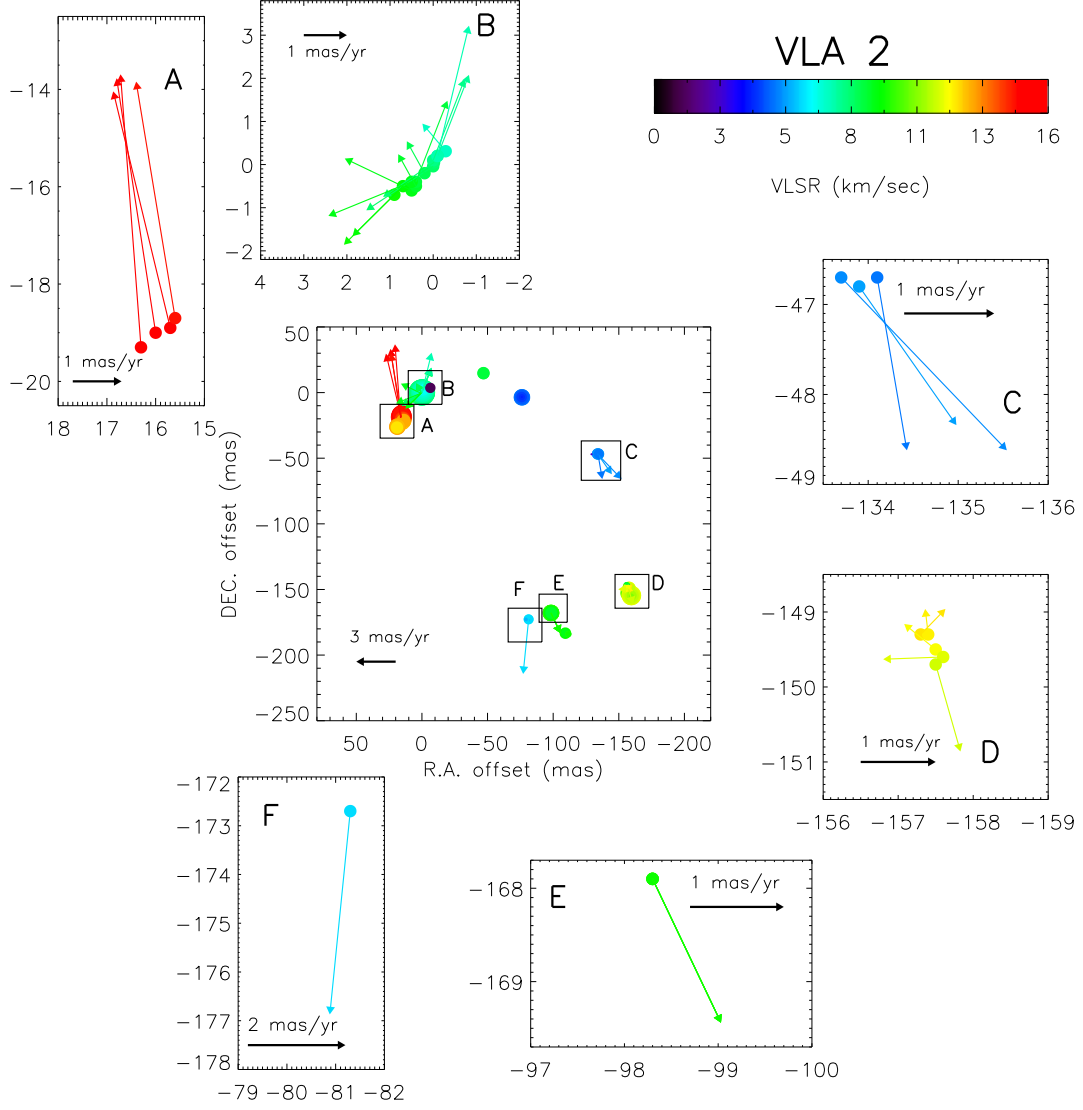 VLA 2
0 3 5 8 11 13 16
VLSR (km/sec)
A
-14
-16
-18
-20
1 mas/yr
18 17 16 15
B
1 mas/yr
3
2
1
0
-1
-2
4 3 2 1 0 -1 -2
C
1 mas/yr
-47
-48
-49
-134 -135 -136
50
0
-50
-100
-150
-200
-250
DEC. offset (mas)
B
A
C
F E D
3 mas/yr
50 0 -50 -100 -150 -200
R.A. offset (mas)
D
1 mas/yr
-149
-150
-151
-156 -157 -158 -159
F
-172
-173
-174
-175
-176
-177
-178
2 mas/yr
-79 -80 -81 -82
E
1 mas/yr
-168
-169
-97 -98 -99 -100